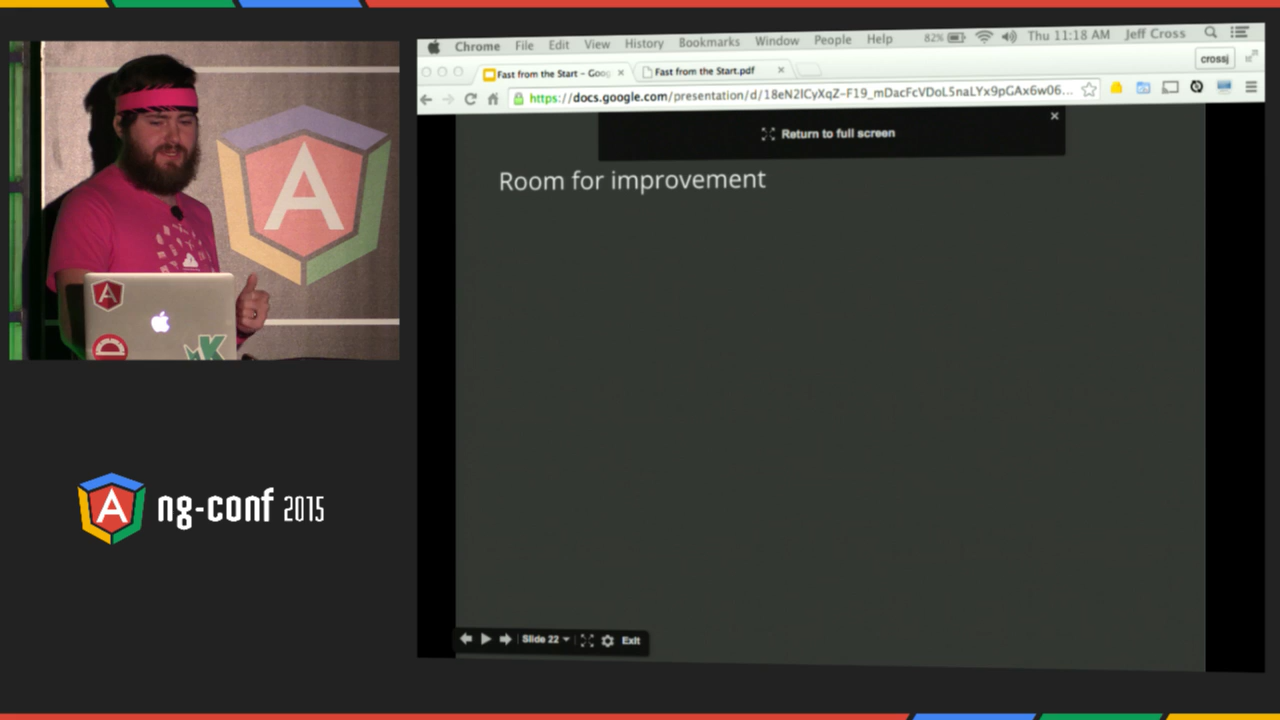 Chrome File Edit View History Bookmarks Window People Help 82% Thu 11:18 AM Jeff Cross
Fast from the Start - Goog × Fast from the Start.pdf × crossj
https://docs.google.com/presentation/d/18eN2ICyXqZ-F19_mDacFcVDoL5naLYx9pGAx6w06...
Return to full screen ×
Room for improvement
A
A
K
A ng-conf 2015
Slide 22 Exit